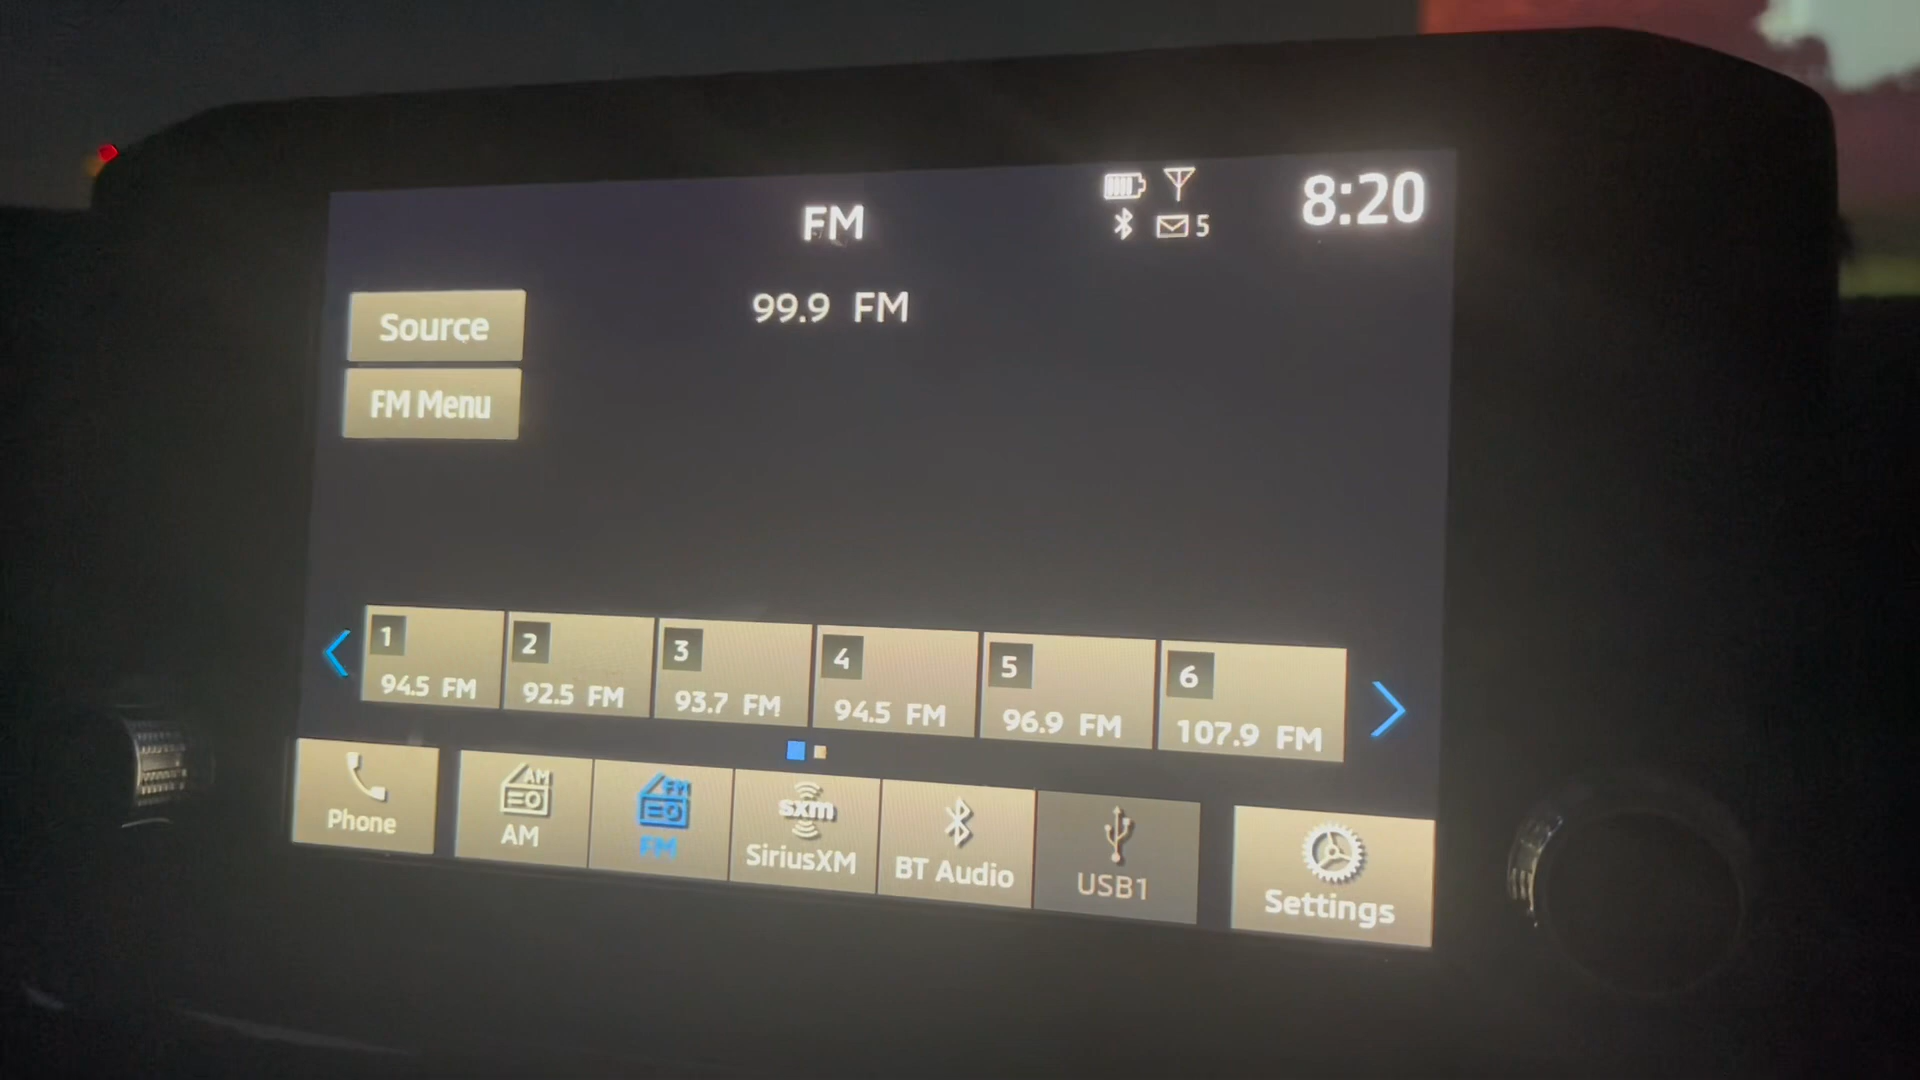 FM
5
8:20
99.9 FM
Source
FM Menu
1
94.5 FM
2
92.5 FM
3
93.7 FM
4
94.5 FM
5
96.9 FM
6
107.9 FM
Phone
AM
AM
FM
FM
sxm
SiriusXM
BT Audio
USB1
Settings